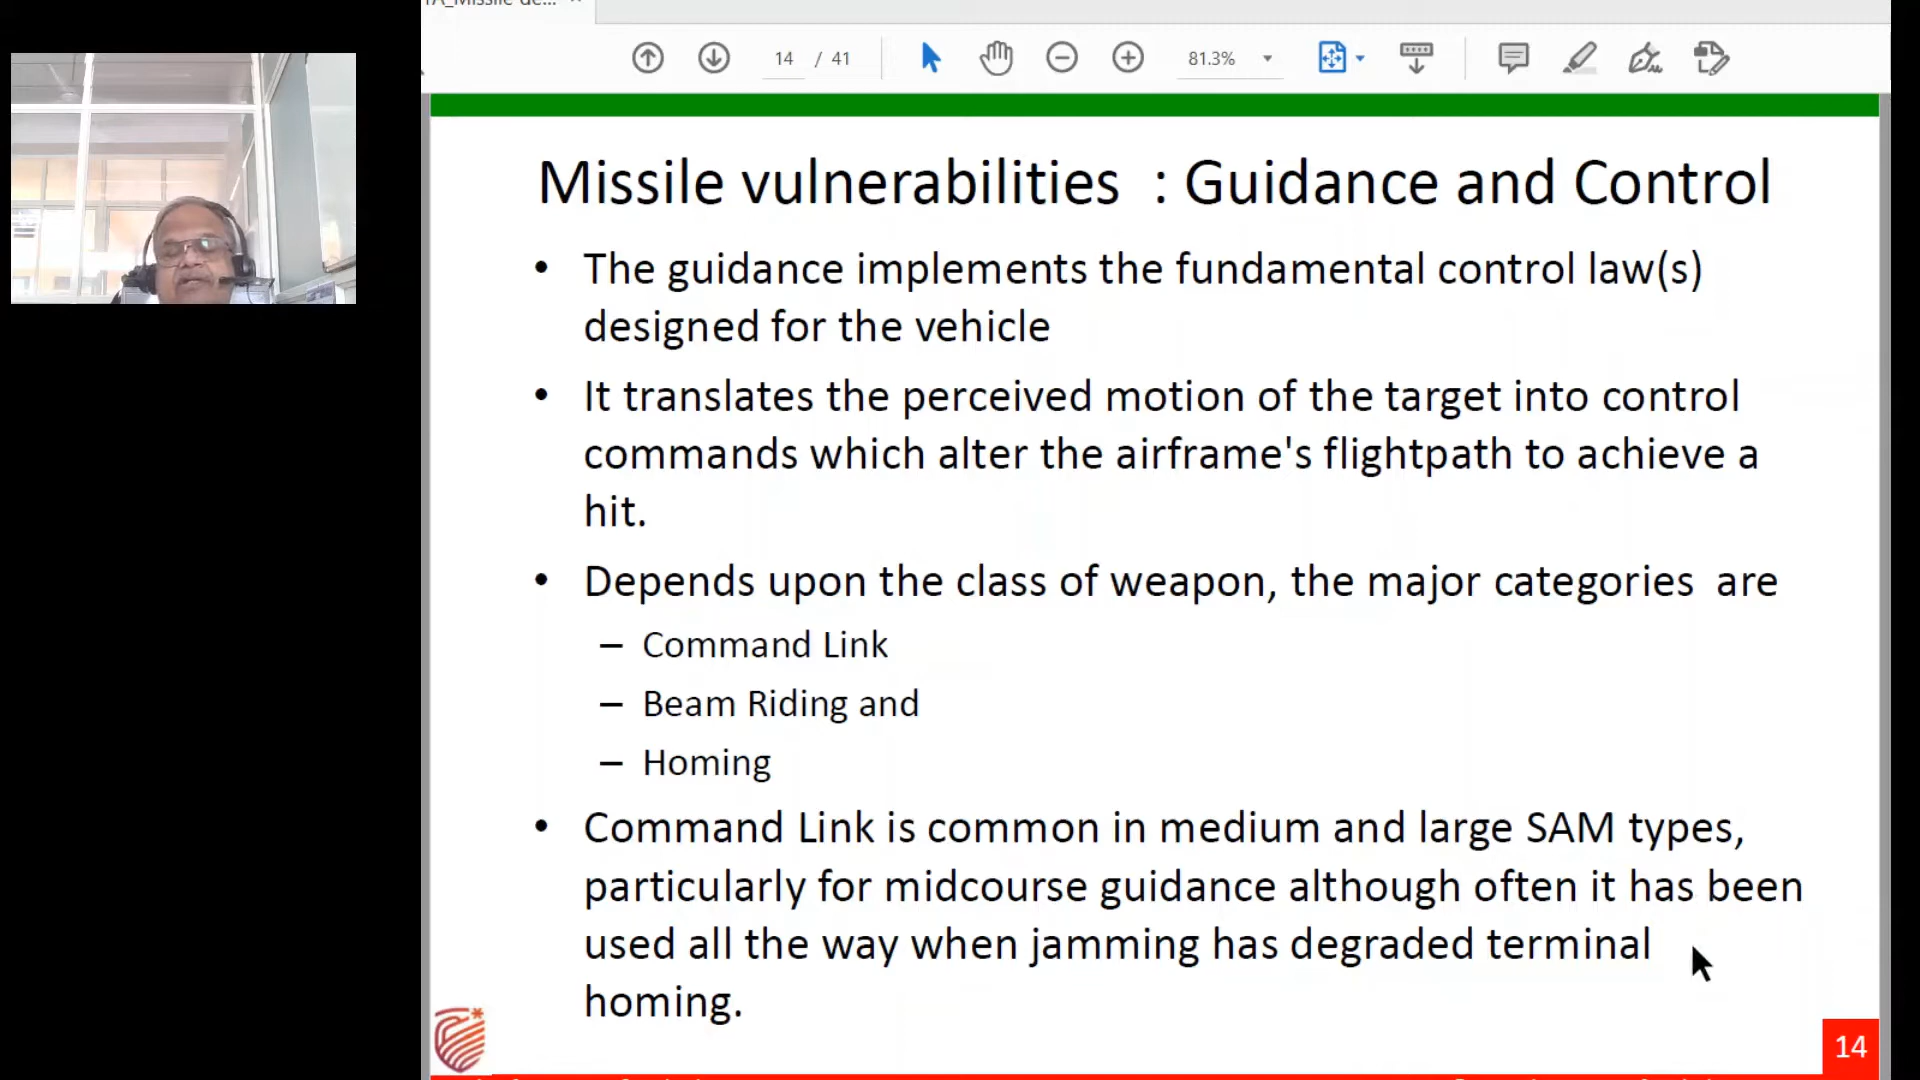 14 / 41
81.3%
Missile vulnerabilities : Guidance and Control
• The guidance implements the fundamental control law(s)
designed for the vehicle
• It translates the perceived motion of the target into control
commands which alter the airframe's flightpath to achieve a
hit.
• Depends upon the class of weapon, the major categories are
– Command Link
– Beam Riding and
– Homing
• Command Link is common in medium and large SAM types,
particularly for midcourse guidance although often it has been
used all the way when jamming has degraded terminal
homing.
14